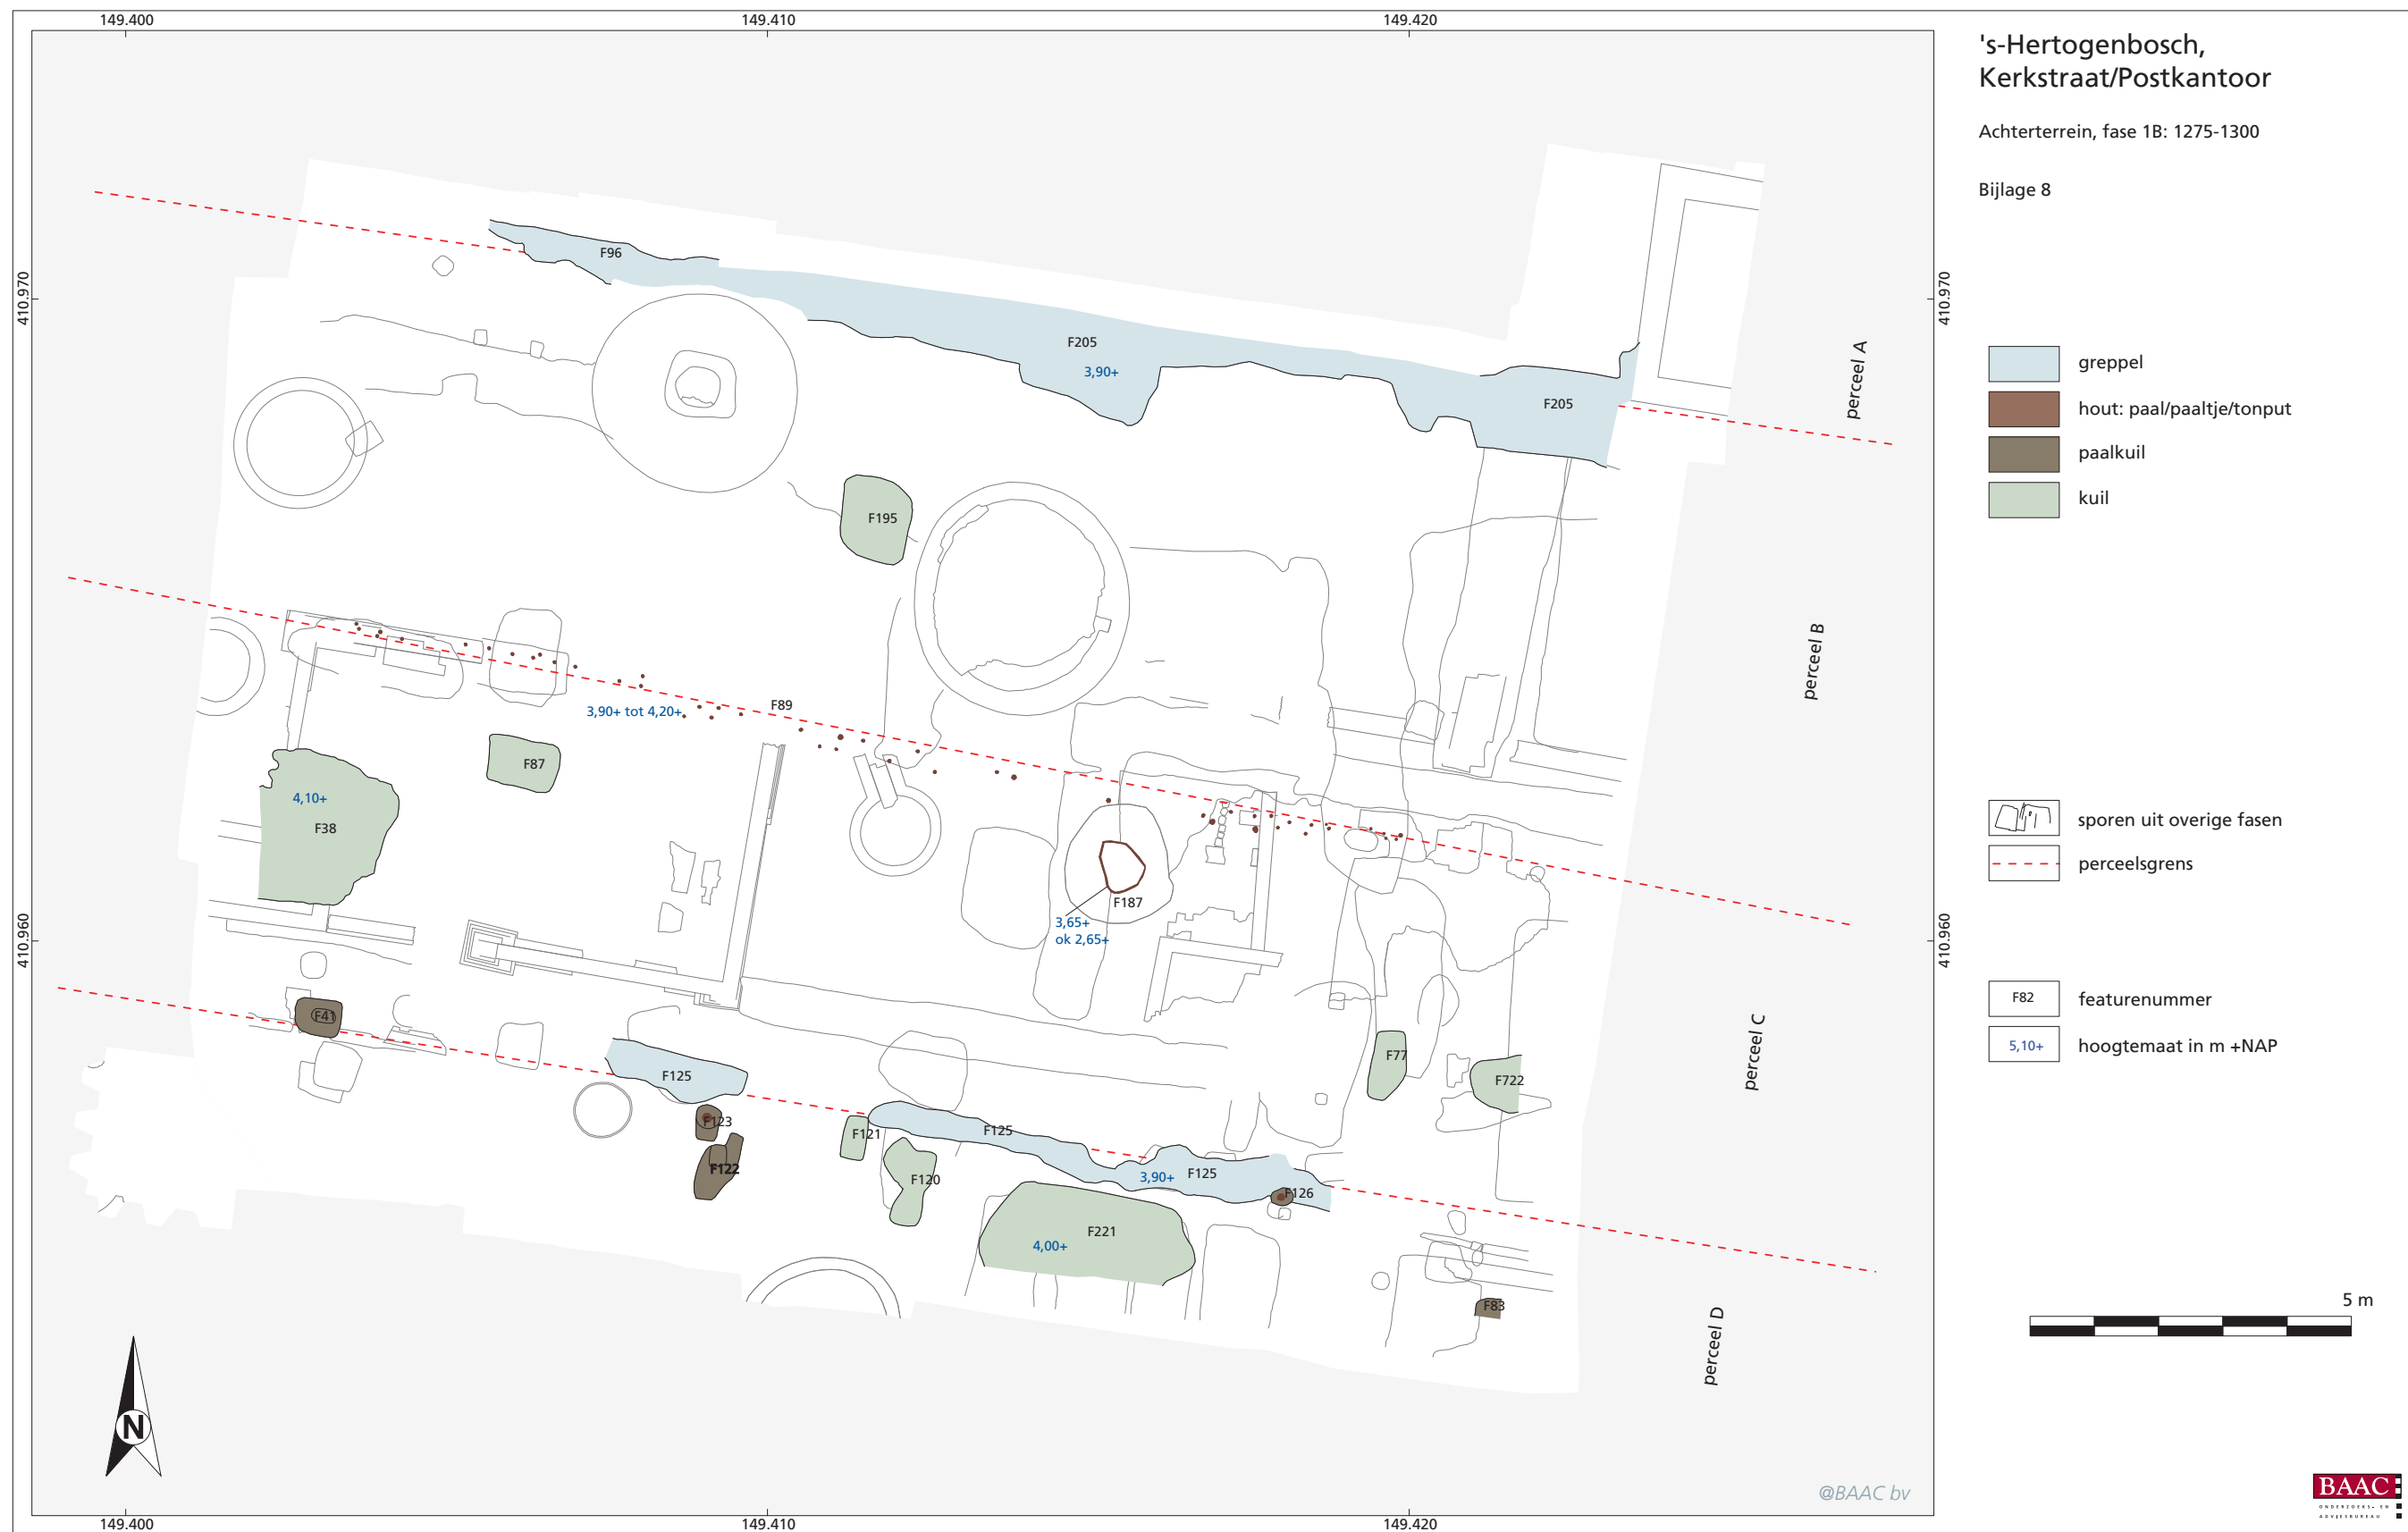 149.400
149.410
149.420
's-Hertogenbosch,
Kerkstraat/Postkantoor
Achterterrein, fase 1B: 1275-1300
Bijlage 8
410.970
410.970
F96
F205
3,90+
F205
perceel A
greppel
hout: paal/paaltje/tonput
paalkuil
kuil
F195
perceel B
F89
3,90+ tot 4,20+
F87
4,10+
F38
sporen uit overige fasen
perceelsgrens
F187
3,65+
ok 2,65+
410.960
410.960
F82
featurenummer
5,10+
hoogtemaat in m +NAP
F41
perceel C
F77
F722
F125
F123
F121
F125
F122
F120
3,90+
F125
F126
F221
4,00+
F83
perceel D
5 m
N
@BAAC bv
BAAC
ONDERZOEKS- EN
ADVIESBUREAU
149.400
149.410
149.420